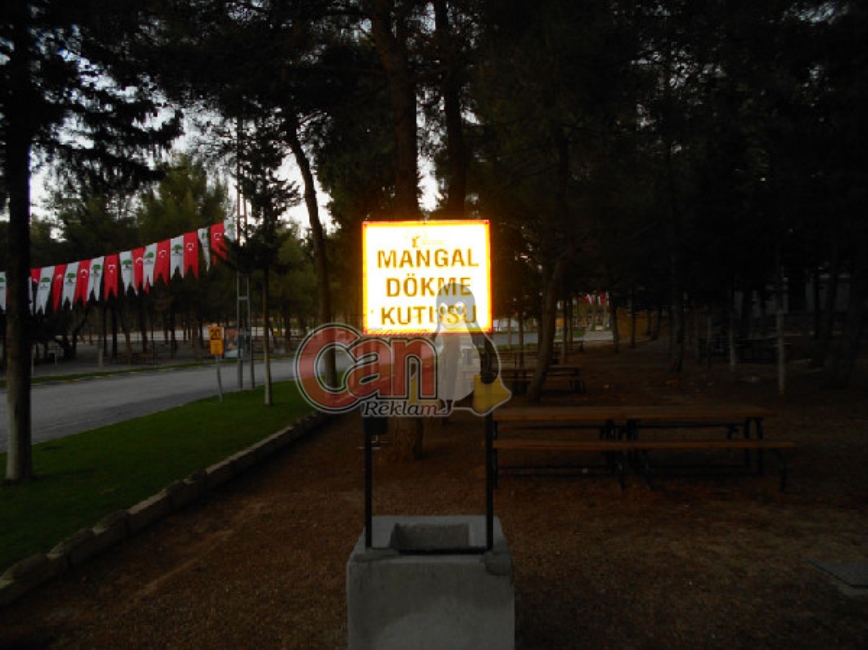 MANGAL
DÖKME
KUTUSU
Can
Reklam